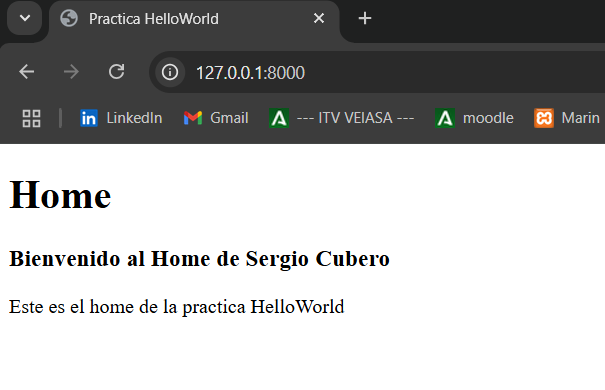 Practica HelloWorld
127.0.0.1:8000
LinkedIn Gmail --- ITV VEIASA --- moodle Marin
Home
Bienvenido al Home de Sergio Cubero
Este es el home de la practica HelloWorld